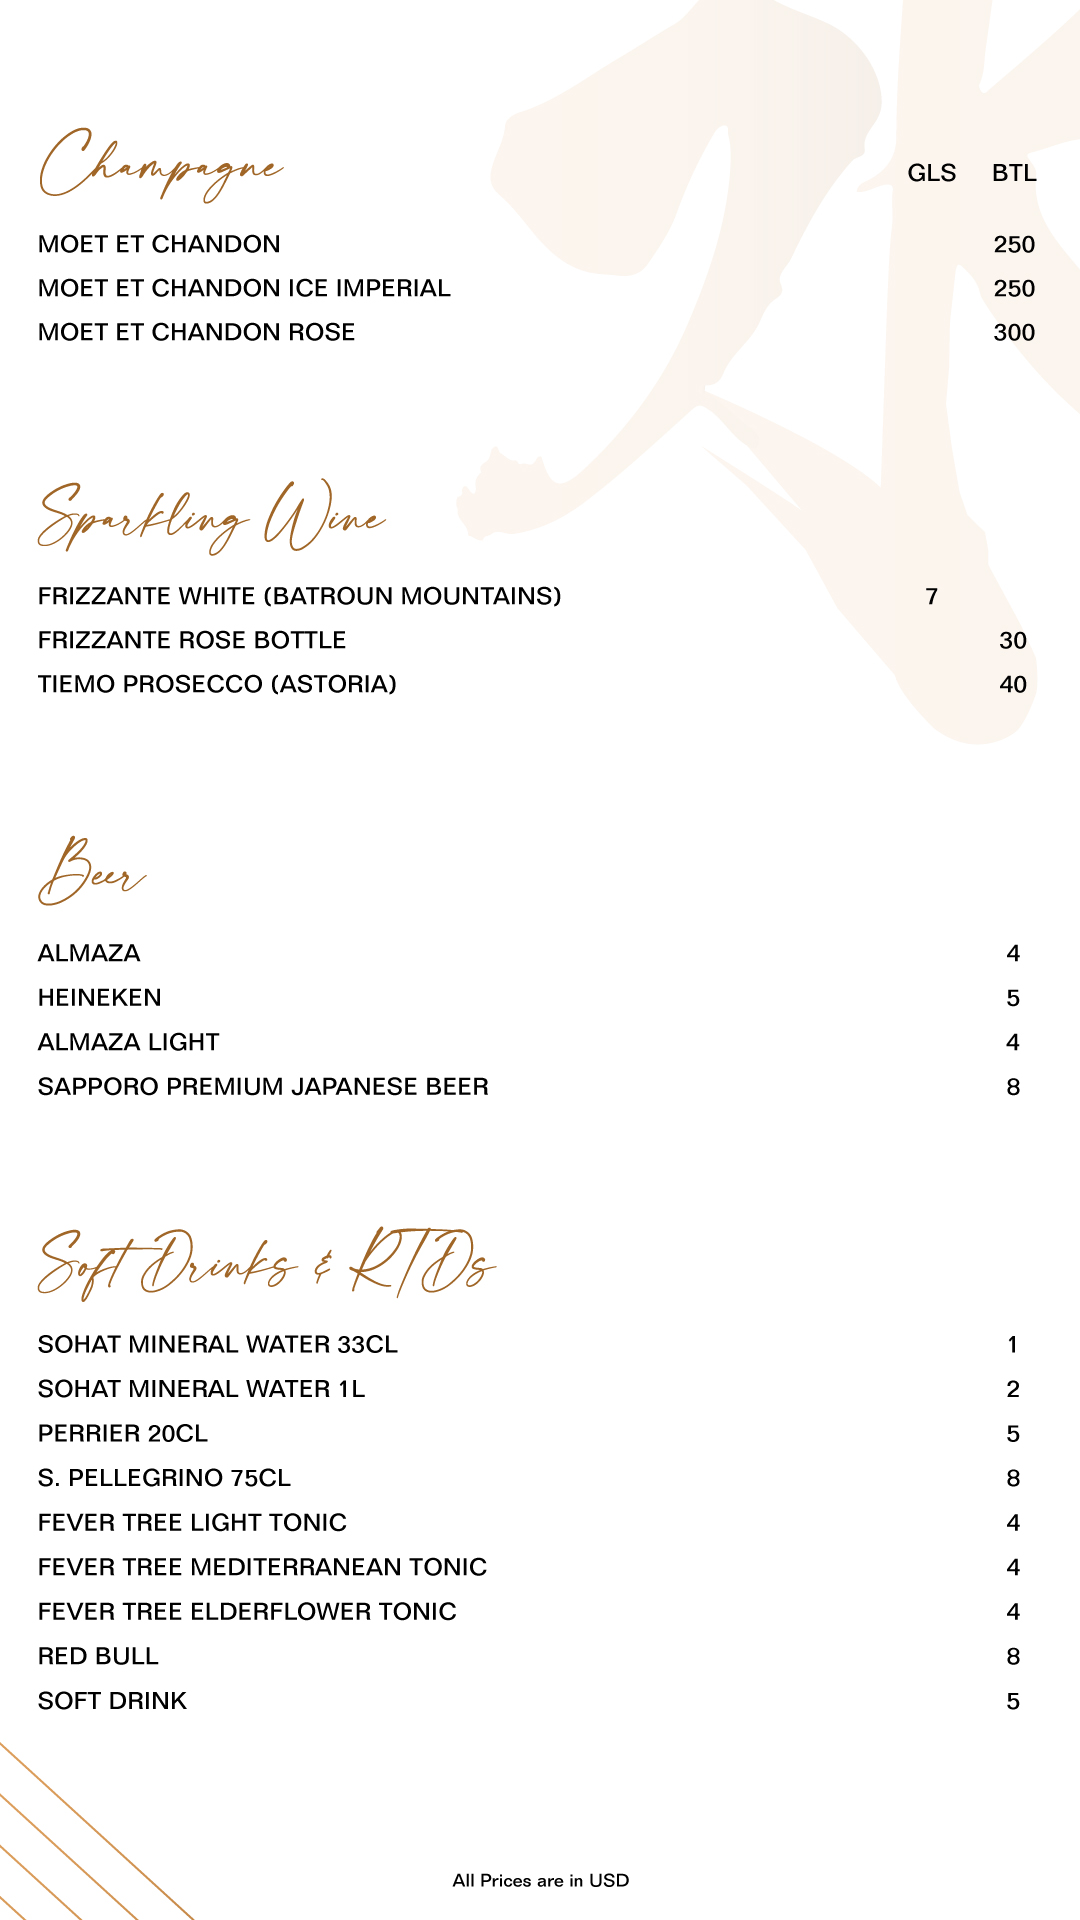 Champagne GLS BTL
MOET ET CHANDON 250
MOET ET CHANDON ICE IMPERIAL 250
MOET ET CHANDON ROSE 300
Sparkling Wine
FRIZZANTE WHITE (BATROUN MOUNTAINS) 7
FRIZZANTE ROSE BOTTLE 30
TIEMO PROSECCO (ASTORIA) 40
Beer
ALMAZA 4
HEINEKEN 5
ALMAZA LIGHT 4
SAPPORO PREMIUM JAPANESE BEER 8
Soft Drinks & RTDs
SOHAT MINERAL WATER 33CL 1
SOHAT MINERAL WATER 1L 2
PERRIER 20CL 5
S. PELLEGRINO 75CL 8
FEVER TREE LIGHT TONIC 4
FEVER TREE MEDITERRANEAN TONIC 4
FEVER TREE ELDERFLOWER TONIC 4
RED BULL 8
SOFT DRINK 5
All Prices are in USD